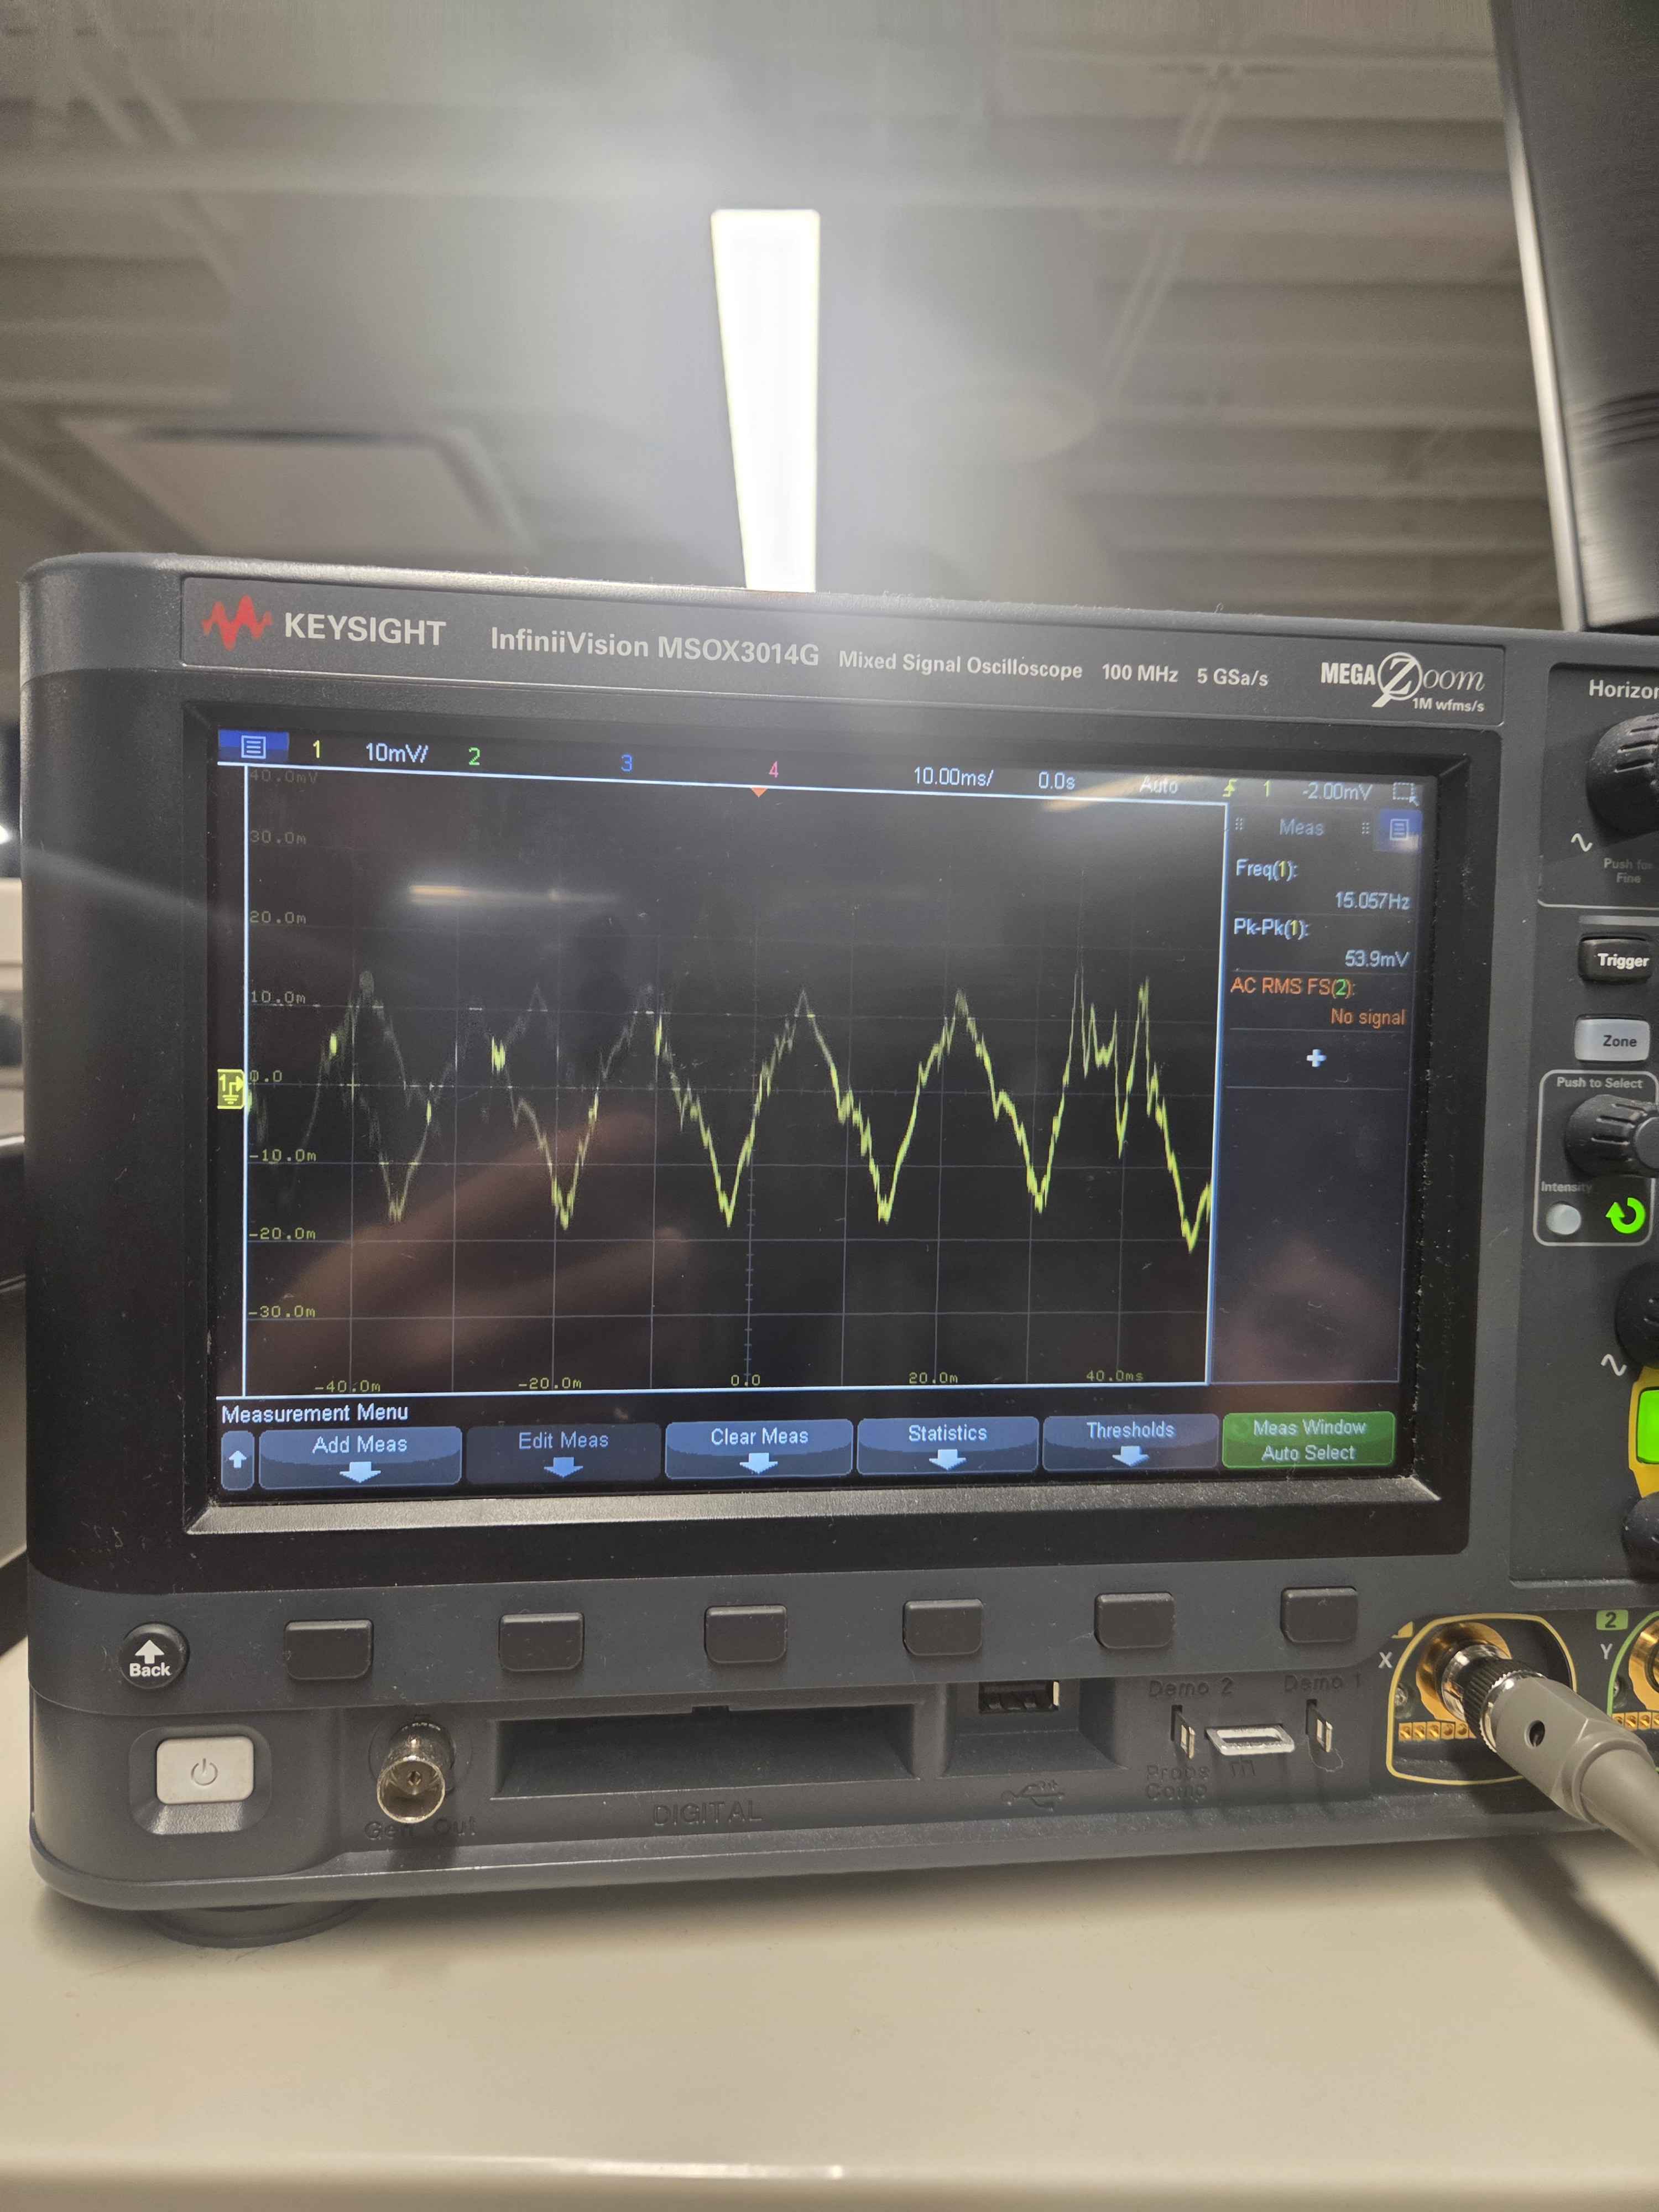 KEYSIGHT InfiniiVision MSOX3014G Mixed Signal Oscilloscope 100 MHz 5 GSa/s MEGA Zoom
1M wfms/s
Horizon
1 10mV/ 2 3 4 10.00ms/ 0.0s Auto 1 -2.00mV
40.0mV
30.0m
20.0m
10.0m
0.0
-10.0m
-20.0m
-30.0m
-40.0m -20.0m 0.0 20.0m 40.0ms
Meas
Freq(1):
15.057Hz
Pk-Pk(1):
53.9mV
AC RMS FS(2):
No signal
Measurement Menu
Add Meas Edit Meas Clear Meas Statistics Thresholds Meas Window
Auto Select
Push for
Fine
Trigger
Zone
Push to Select
Intensity
Back
Gen Out
DIGITAL
Demo 2 Demo 1
Probe
Comp
X
2
Y